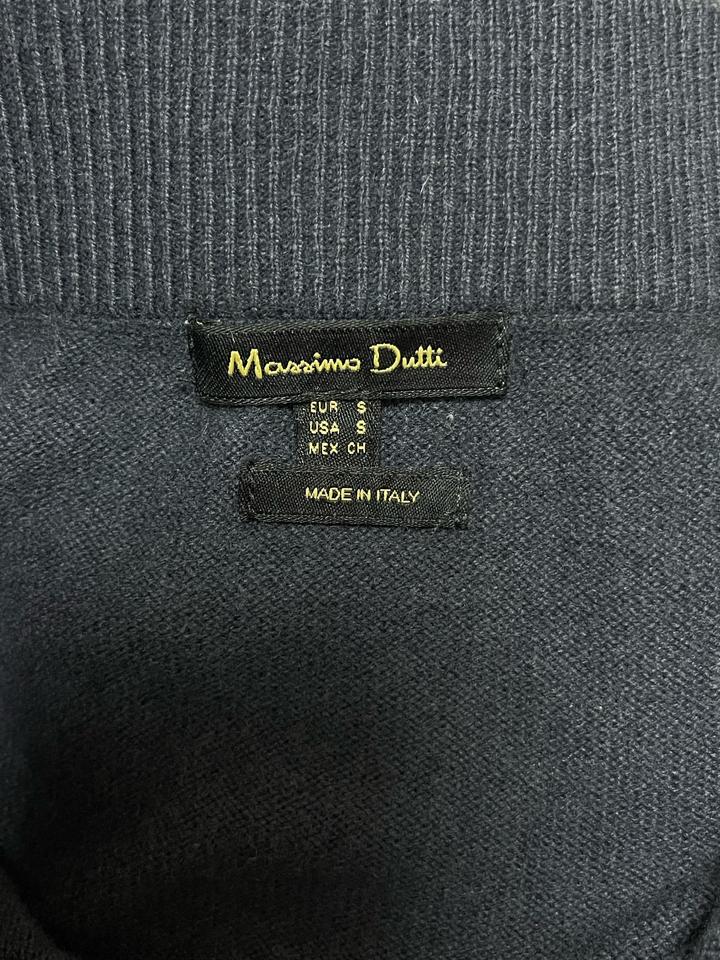 Massimo Dutti
EUR S
USA S
MEX CH
MADE IN ITALY